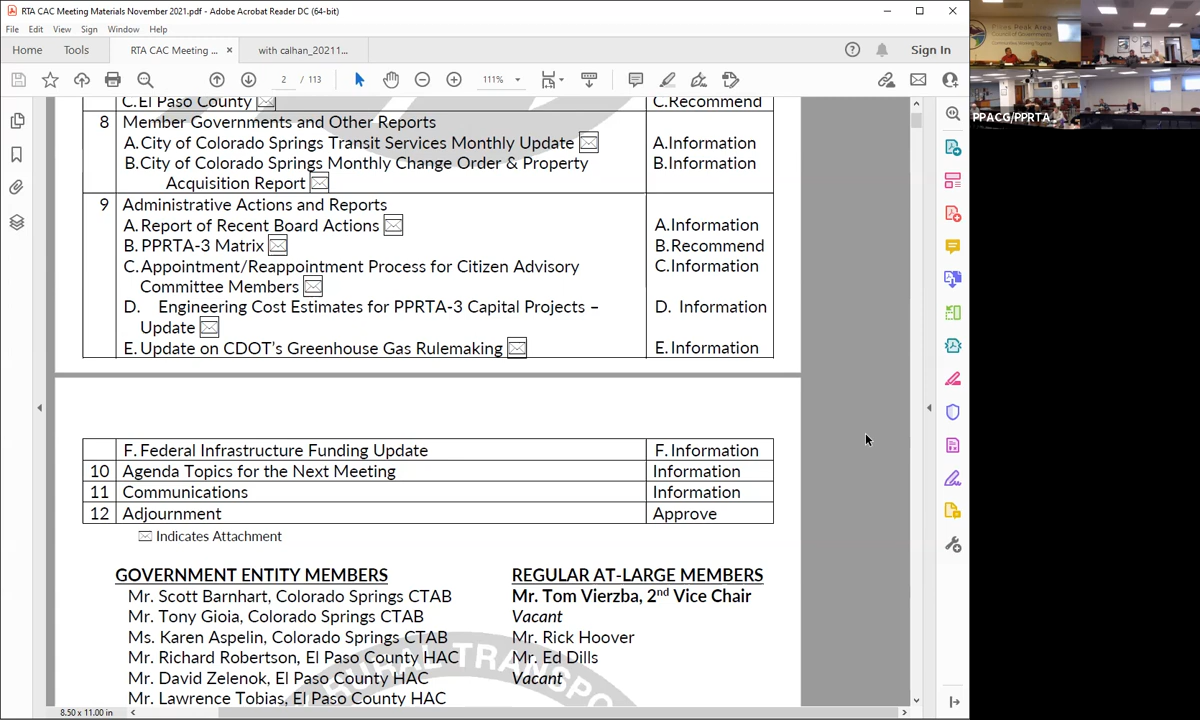 RTA CAC Meeting Materials November 2021.pdf - Adobe Acrobat Reader DC (64-bit)
File Edit View Sign Window Help
Home Tools RTA CAC Meeting ... × with calhan_20211... Sign In
2 / 113 111%
C.El Paso County C.Recommend
8 Member Governments and Other Reports
A.City of Colorado Springs Transit Services Monthly Update A.Information
B.City of Colorado Springs Monthly Change Order & Property B.Information
Acquisition Report
9 Administrative Actions and Reports
A.Report of Recent Board Actions A.Information
B.PPRTA-3 Matrix B.Recommend
C.Appointment/Reappointment Process for Citizen Advisory C.Information
Committee Members
D. Engineering Cost Estimates for PPRTA-3 Capital Projects – D. Information
Update
E.Update on CDOT's Greenhouse Gas Rulemaking E.Information
F.Federal Infrastructure Funding Update F.Information
10 Agenda Topics for the Next Meeting Information
11 Communications Information
12 Adjournment Approve
Indicates Attachment
GOVERNMENT ENTITY MEMBERS REGULAR AT-LARGE MEMBERS
Mr. Scott Barnhart, Colorado Springs CTAB Mr. Tom Vierzba, 2nd Vice Chair
Mr. Tony Gioia, Colorado Springs CTAB Vacant
Ms. Karen Aspelin, Colorado Springs CTAB Mr. Rick Hoover
Mr. Richard Robertson, El Paso County HAC Mr. Ed Dills
Mr. David Zelenok, El Paso County HAC Vacant
Mr. Lawrence Tobias, El Paso County HAC
RURAL TRANSPO
8.50 x 11.00 in
Pikes Peak Area
Council of Governments
PPACG/PPRTA